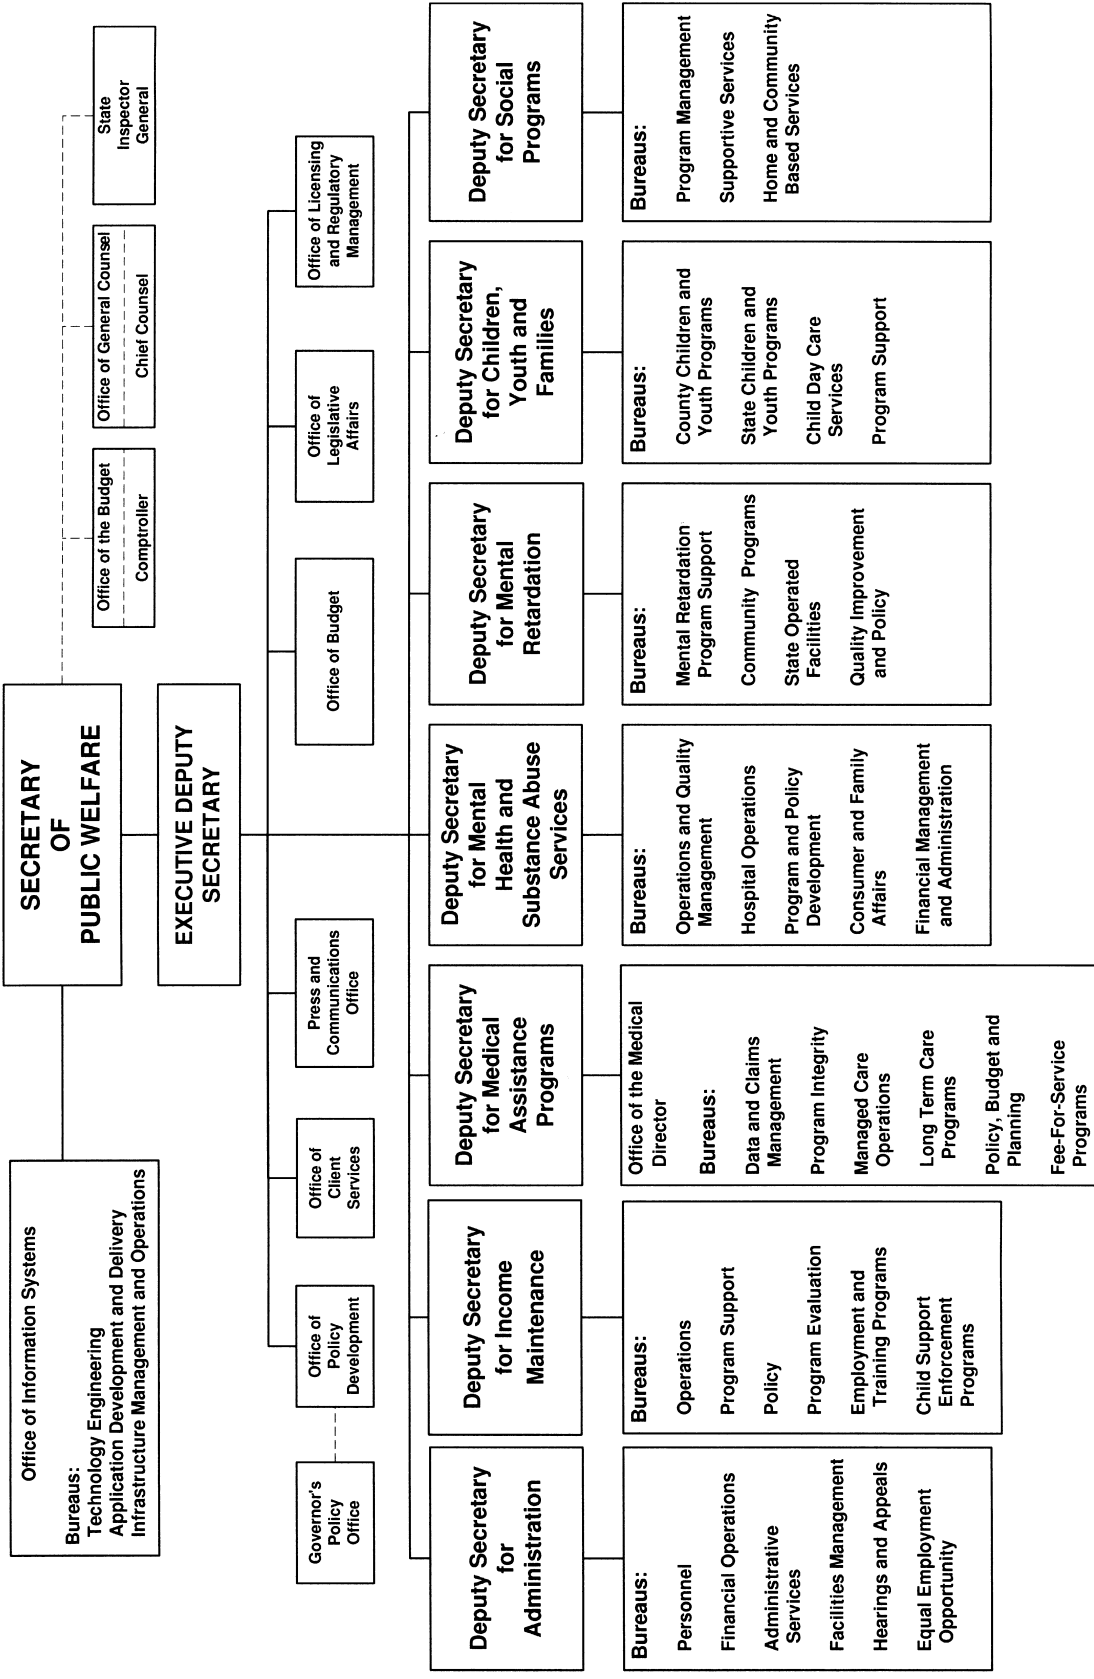 SECRETARY
OF
PUBLIC WELFARE
EXECUTIVE DEPUTY
SECRETARY
Office of Information Systems
Bureaus:
Technology Engineering
Application Development and Delivery
Infrastructure Management and Operations
Office of the Budget
Comptroller
Office of General Counsel
Chief Counsel
State
Inspector
General
Governor's
Policy
Office
Office of
Policy
Development
Office of
Client
Services
Press and
Communications
Office
Office of Budget
Office of
Legislative
Affairs
Office of Licensing
and Regulatory
Management
Deputy Secretary
for
Administration
Bureaus:
Personnel
Financial Operations
Administrative
Services
Facilities Management
Hearings and Appeals
Equal Employment
Opportunity
Deputy Secretary
for Income
Maintenance
Bureaus:
Operations
Program Support
Policy
Program Evaluation
Employment and
Training Programs
Child Support
Enforcement
Programs
Deputy Secretary
for Medical
Assistance
Programs
Office of the Medical
Director
Bureaus:
Data and Claims
Management
Program Integrity
Managed Care
Operations
Long Term Care
Programs
Policy, Budget and
Planning
Fee-For-Service
Programs
Deputy Secretary
for Mental
Health and
Substance Abuse
Services
Bureaus:
Operations and Quality
Management
Hospital Operations
Program and Policy
Development
Consumer and Family
Affairs
Financial Management
and Administration
Deputy Secretary
for Mental
Retardation
Bureaus:
Mental Retardation
Program Support
Community Programs
State Operated
Facilities
Quality Improvement
and Policy
Deputy Secretary
for Children,
Youth and
Families
Bureaus:
County Children and
Youth Programs
State Children and
Youth Programs
Child Day Care
Services
Program Support
Deputy Secretary
for Social
Programs
Bureaus:
Program Management
Supportive Services
Home and Community
Based Services